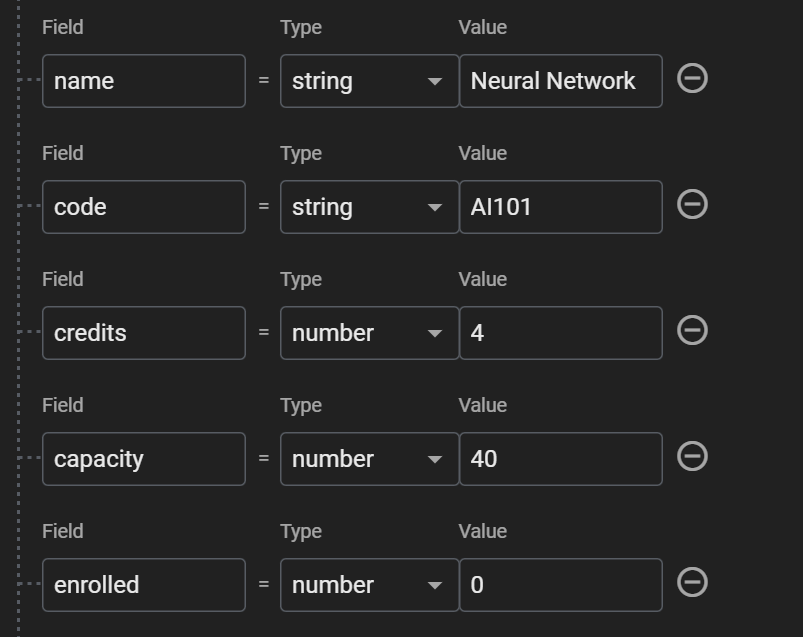 Field Type Value
name = string Neural Network
Field Type Value
code = string AI101
Field Type Value
credits = number 4
Field Type Value
capacity = number 40
Field Type Value
enrolled = number 0